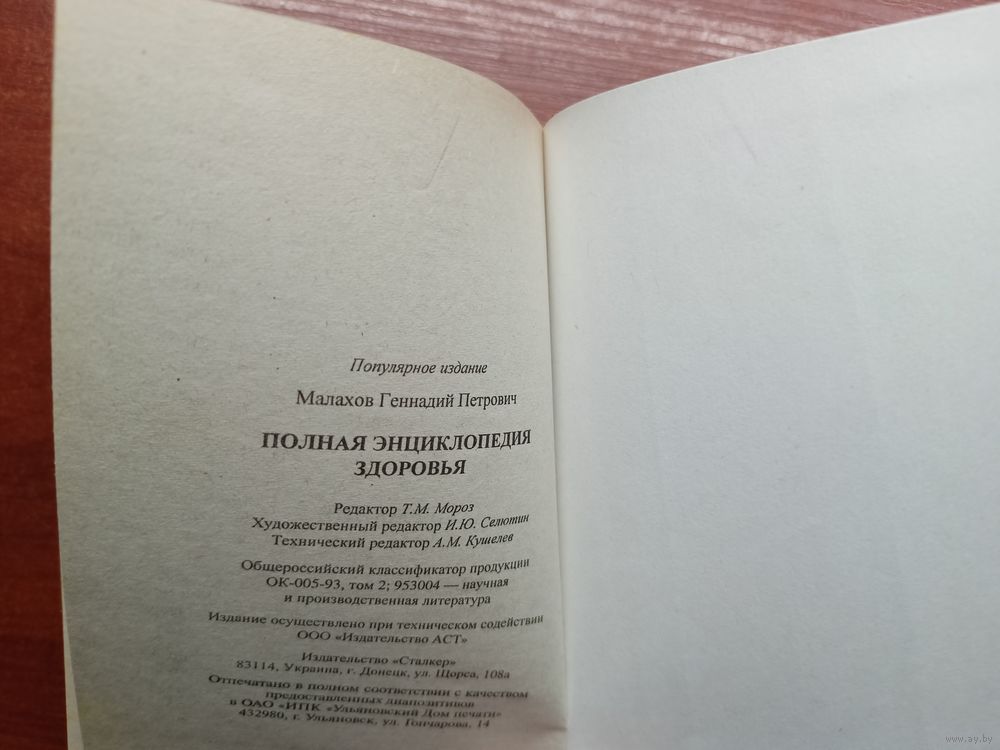 Популярное издание
Малахов Геннадий Петрович
ПОЛНАЯ ЭНЦИКЛОПЕДИЯ
ЗДОРОВЬЯ
Редактор Т.М. Мороз
Художественный редактор И.Ю. Селютин
Технический редактор А.М. Кушелев
Общероссийский классификатор продукции
ОК-005-93, том 2; 953004 — научная
и производственная литература
Издание осуществлено при техническом содействии
ООО «Издательство АСТ»
Издательство «Сталкер»
83114, Украина, г. Донецк, ул. Щорса, 108а
Отпечатано в полном соответствии с качеством
предоставленных диапозитивов
в ОАО «ИПК «Ульяновский Дом печати»
432980, г. Ульяновск, ул. Гончарова, 14
www.ay.by